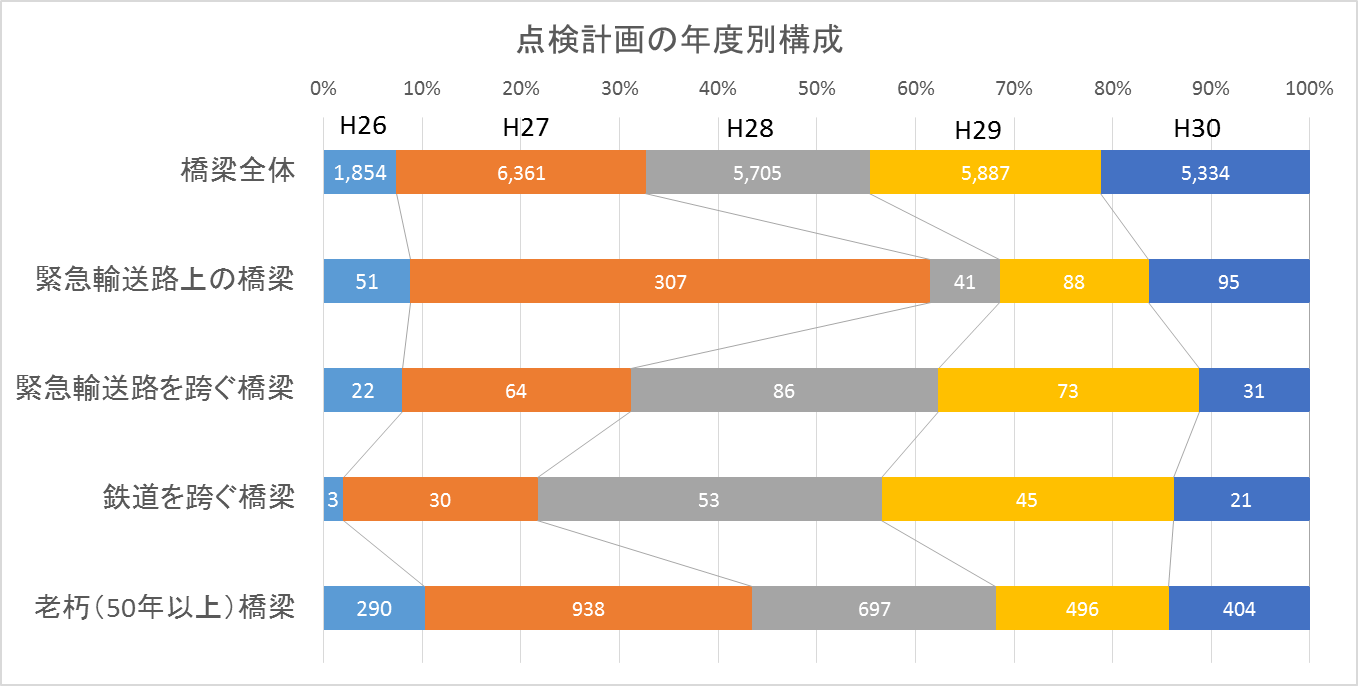 点検計画の年度別構成
0% 10% 20% 30% 40% 50% 60% 70% 80% 90% 100%
H26 H27 H28 H29 H30
橋梁全体 1,854 6,361 5,705 5,887 5,334
緊急輸送路上の橋梁 51 307 41 88 95
緊急輸送路を跨ぐ橋梁 22 64 86 73 31
鉄道を跨ぐ橋梁 3 30 53 45 21
老朽(50年以上)橋梁 290 938 697 496 404